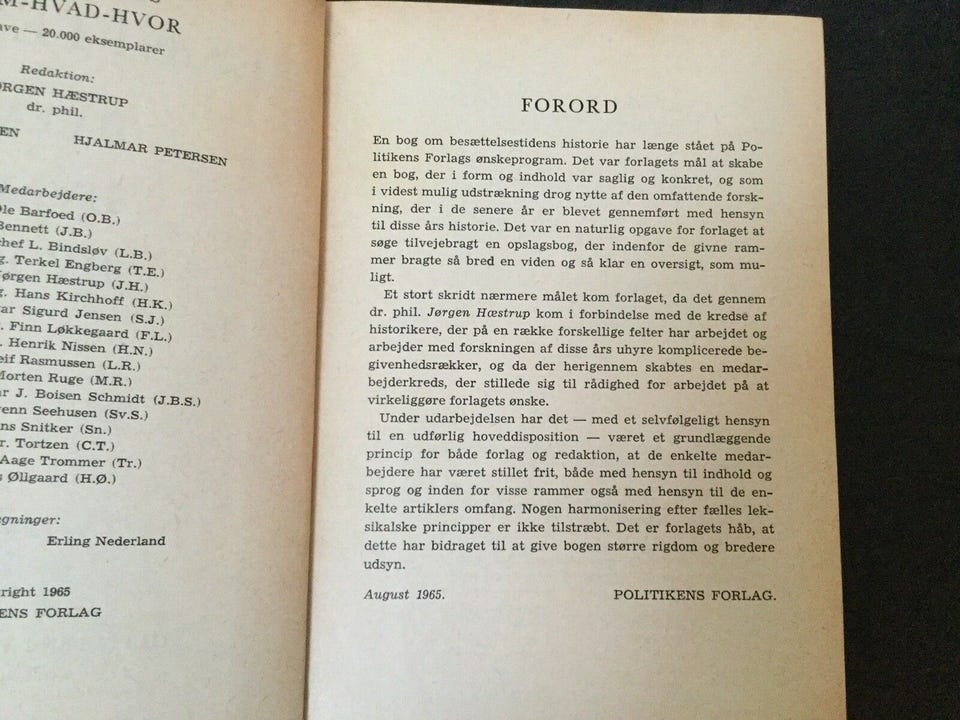 M-HVAD-HVOR
— 20.000 eksemplarer
Redaktion:
HÆSTRUP
dr. phil.
HJALMAR PETERSEN
Medarbejdere:
Ole Barfoed (O.B.)
Bennett (J.B.)
L. Bindsløv (L.B.)
Terkel Engberg (T.E.)
Jørgen Hæstrup (J.H.)
Hans Kirchhoff (H.K.)
Sigurd Jensen (S.J.)
Finn Løkkegaard (F.L.)
Henrik Nissen (H.N.)
Leif Rasmussen (L.R.)
Morten Ruge (M.R.)
J. Boisen Schmidt (J.B.S.)
Seehusen (Sv.S.)
Snitker (Sn.)
Tortzen (C.T.)
Aage Trommer (Tr.)
Øllgaard (H.Ø.)
Erling Nederland
1965
FORLAG
FORORD
En bog om besættelsestidens historie har længe stået på Po-
litikens Forlags ønskeprogram. Det var forlagets mål at skabe
en bog, der i form og indhold var saglig og konkret, og som
i videst mulig udstrækning drog nytte af den omfattende forsk-
ning, der i de senere år er blevet gennemført med hensyn
til disse års historie. Det var en naturlig opgave for forlaget at
søge tilvejebragt en opslagsbog, der indenfor de givne ram-
mer bragte så bred en viden og så klar en oversigt, som mu-
ligt.
Et stort skridt nærmere målet kom forlaget, da det gennem
dr. phil. Jørgen Hæstrup kom i forbindelse med de kredse af
historikere, der på en række forskellige felter har arbejdet og
arbejder med forskningen af disse års uhyre komplicerede be-
givenhedsrækker, og da der herigennem skabtes en medar-
bejderkreds, der stillede sig til rådighed for arbejdet på at
virkeliggøre forlagets ønske.
Under udarbejdelsen har det — med et selvfølgeligt hensyn
til en udførlig hoveddisposition — været et grundlæggende
princip for både forlag og redaktion, at de enkelte medar-
bejdere har været stillet frit, både med hensyn til indhold og
sprog og inden for visse rammer også med hensyn til de en-
kelte artiklers omfang. Nogen harmonisering efter fælles lek-
sikalske principper er ikke tilstræbt. Det er forlagets håb, at
dette har bidraget til at give bogen større rigdom og bredere
udsyn.
August 1965. POLITIKENS FORLAG.